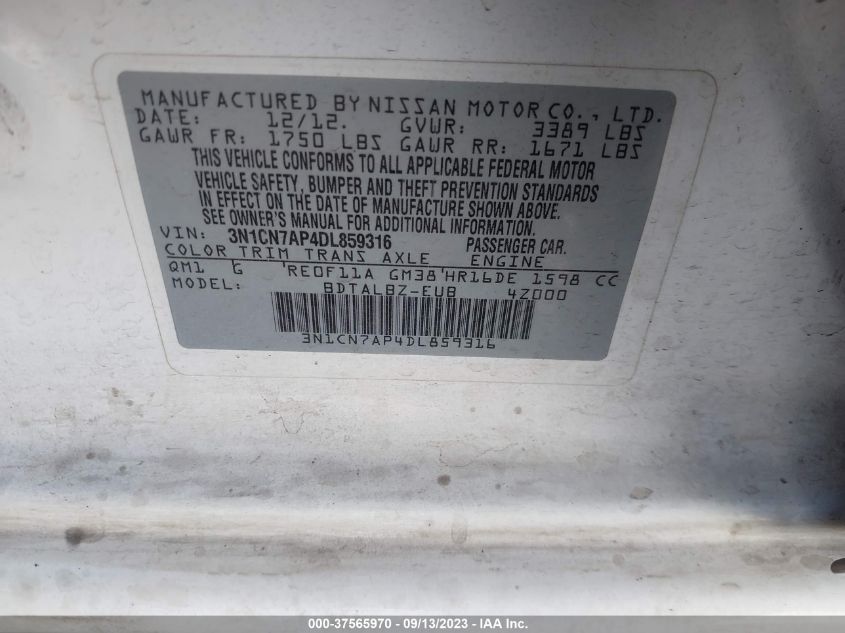 MANUFACTURED BY NISSAN MOTOR CO., LTD.
DATE: 12/12. GVWR: 3389 LBS
GAWR FR: 1750 LBS GAWR RR: 1671 LBS
THIS VEHICLE CONFORMS TO ALL APPLICABLE FEDERAL MOTOR
VEHICLE SAFETY, BUMPER AND THEFT PREVENTION STANDARDS
IN EFFECT ON THE DATE OF MANUFACTURE SHOWN ABOVE.
SEE OWNER'S MANUAL FOR ADDITIONAL INFORMATION.
VIN: 3N1CN7AP4DL859316 PASSENGER CAR.
COLOR TRIM TRANS AXLE ENGINE
QM1 G RE0F11A GM38 HR16DE 1598 CC
MODEL: BDTALBZ-EUB 4Z000
3N1CN7AP4DL859316
000-37565970 - 09/13/2023 - IAA Inc.